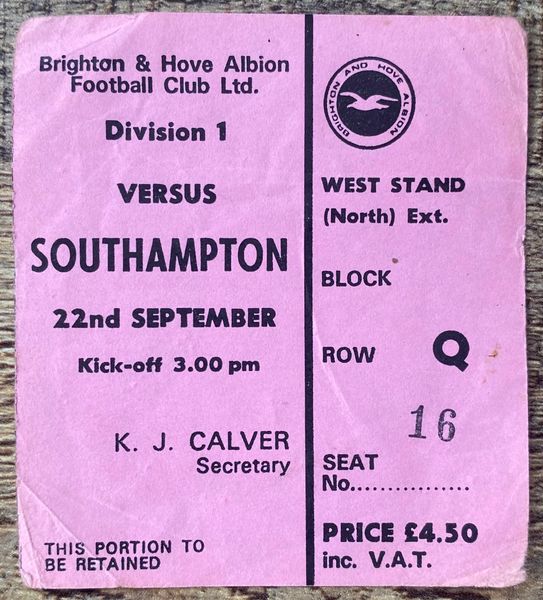 Brighton & Hove Albion
Football Club Ltd.
Division 1
VERSUS
SOUTHAMPTON
22nd SEPTEMBER
Kick-off 3.00 pm
K. J. CALVER
Secretary
THIS PORTION TO
BE RETAINED
BRIGHTON AND HOVE ALBION
WEST STAND
(North) Ext.
BLOCK
ROW Q
16
SEAT
No...............
PRICE £4.50
inc. V.A.T.